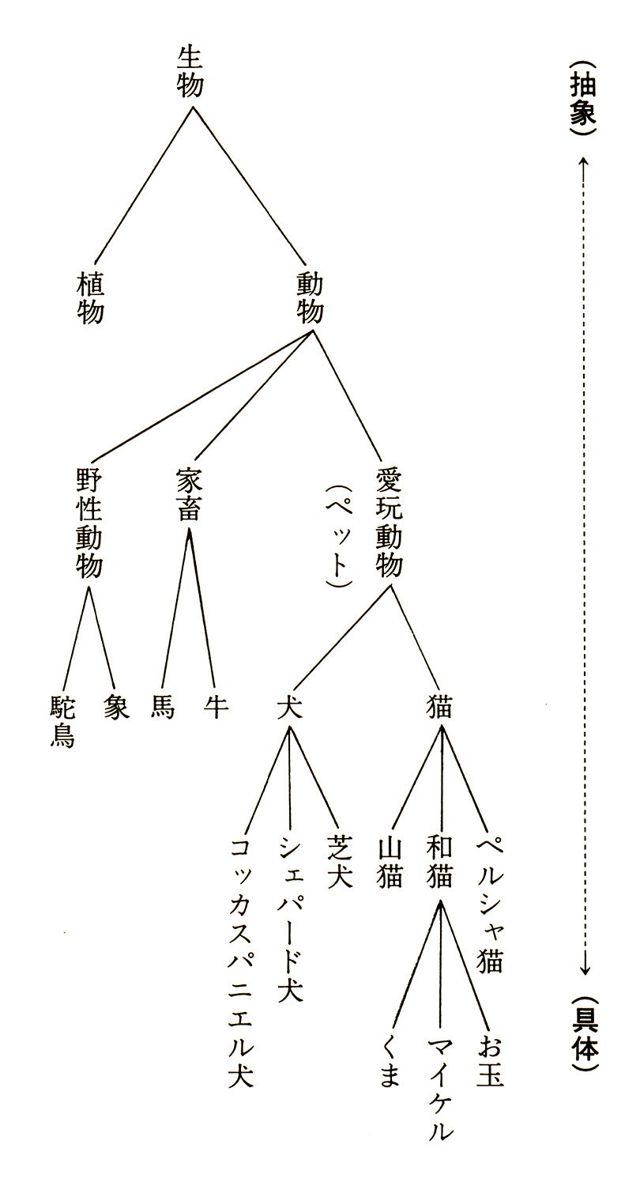 (抽象)
(具体)
生物
動物
植物
愛玩動物
(ペット)
家畜
野性動物
猫
犬
牛
馬
象
駝鳥
ペルシャ猫
和猫
山猫
芝犬
シェパード犬
コッカスパニエル犬
お玉
マイケル
くま